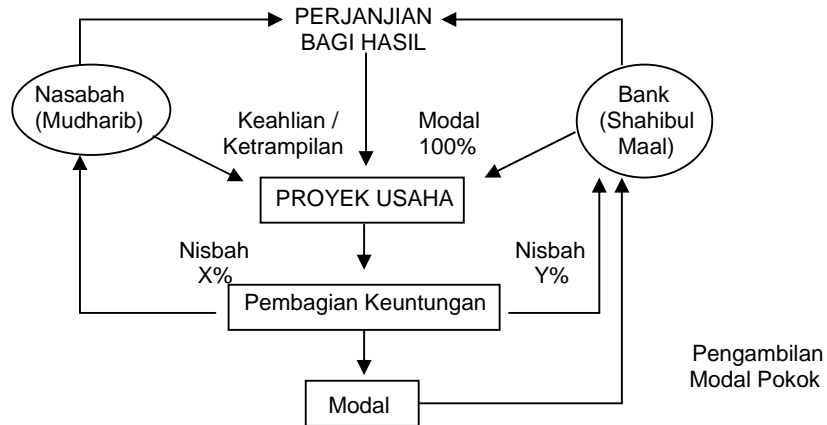 PERJANJIAN
BAGI HASIL
Nasabah
(Mudharib)
Keahlian /
Ketrampilan
Modal
100%
Bank
(Shahibul
Maal)
PROYEK USAHA
Nisbah
X%
Nisbah
Y%
Pembagian Keuntungan
Pengambilan
Modal Pokok
Modal